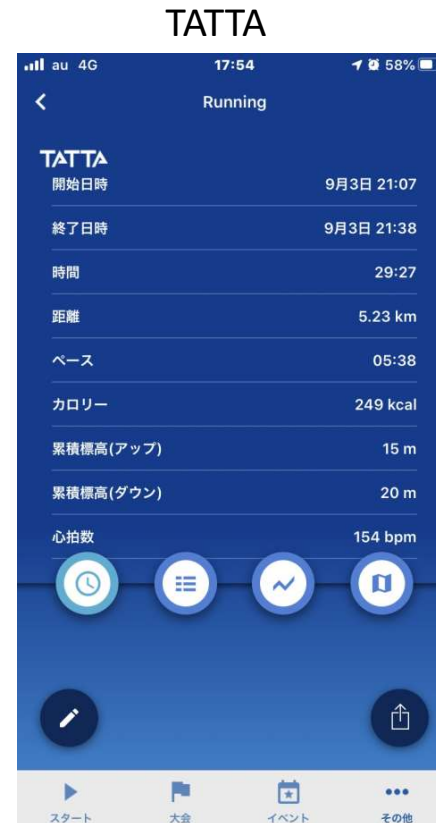 TATTA
au 4G 17:54 58%
Running
TATTA
開始日時 9月3日 21:07
終了日時 9月3日 21:38
時間 29:27
距離 5.23 km
ペース 05:38
カロリー 249 kcal
累積標高(アップ) 15 m
累積標高(ダウン) 20 m
心拍数 154 bpm
スタート 大会 イベント その他